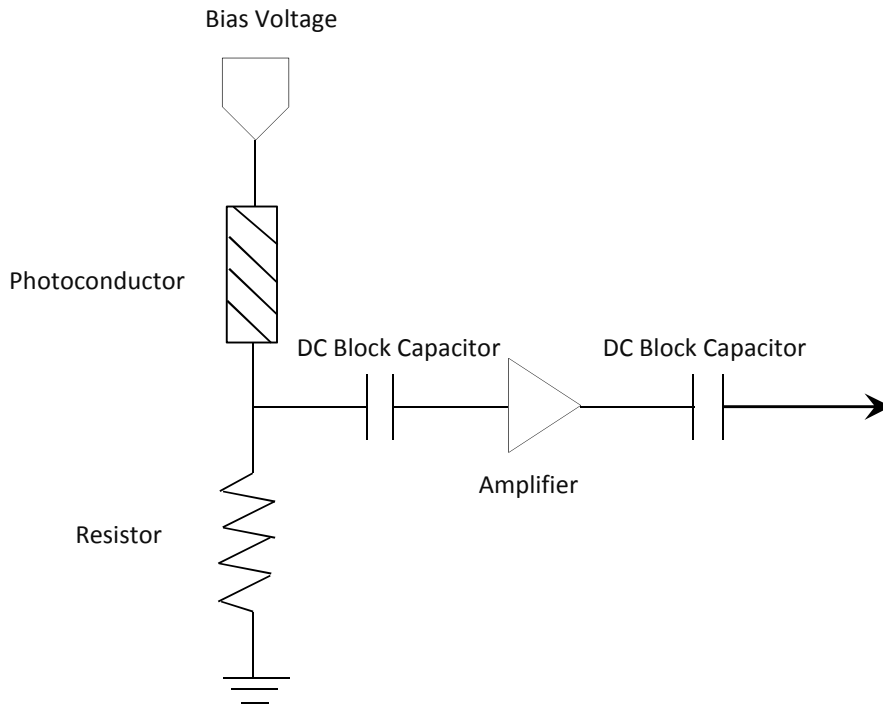 Bias Voltage
Photoconductor
DC Block Capacitor
DC Block Capacitor
Amplifier
Resistor